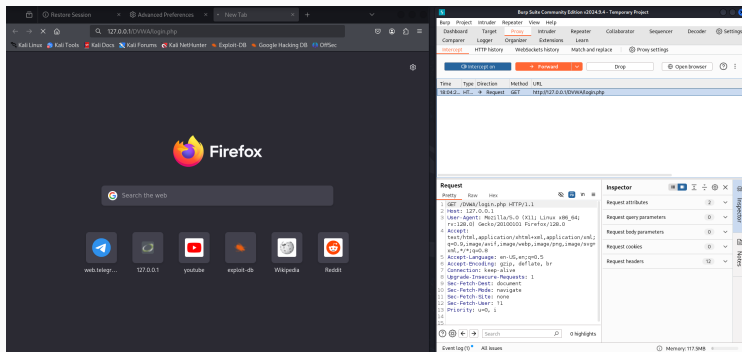 Restore Session
Advanced Preferences
New Tab
127.0.0.1/DVWA/login.php
Kali Linux
Kali Tools
Kali Docs
Kali Forums
Kali NetHunter
Exploit-DB
Google Hacking DB
OffSec
Firefox
Search the web
web.telegr...
127.0.0.1
youtube
exploit-db
Wikipedia
Reddit
Burp Suite Community Edition v2024.9.4 - Temporary Project
Burp Project Intruder Repeater View Help
Dashboard Target Proxy Intruder Repeater Collaborator Sequencer Decoder Settings
Comparer Logger Organizer Extensions Learn
Intercept HTTP history WebSockets history Match and replace Proxy settings
Intercept on Forward Drop Open browser
Time Type Direction Method URL
18:04:2... HT... → Request GET http://127.0.0.1/DVWA/login.php
Request
Pretty Raw Hex
1 GET /DVWA/login.php HTTP/1.1
2 Host: 127.0.0.1
3 User-Agent: Mozilla/5.0 (X11; Linux x86_64;
rv:128.0) Gecko/20100101 Firefox/128.0
4 Accept:
text/html,application/xhtml+xml,application/xml;
q=0.9,image/avif,image/webp,image/png,image/svg+
xml,*/*;q=0.8
5 Accept-Language: en-US,en;q=0.5
6 Accept-Encoding: gzip, deflate, br
7 Connection: keep-alive
8 Upgrade-Insecure-Requests: 1
9 Sec-Fetch-Dest: document
10 Sec-Fetch-Mode: navigate
11 Sec-Fetch-Site: none
12 Sec-Fetch-User: ?1
13 Priority: u=0, i
14
15
Search
0 highlights
Inspector
Request attributes 2
Request query parameters 0
Request body parameters 0
Request cookies 0
Request headers 12
Inspector
Notes
Event log (1) All issues
Memory: 117.5MB